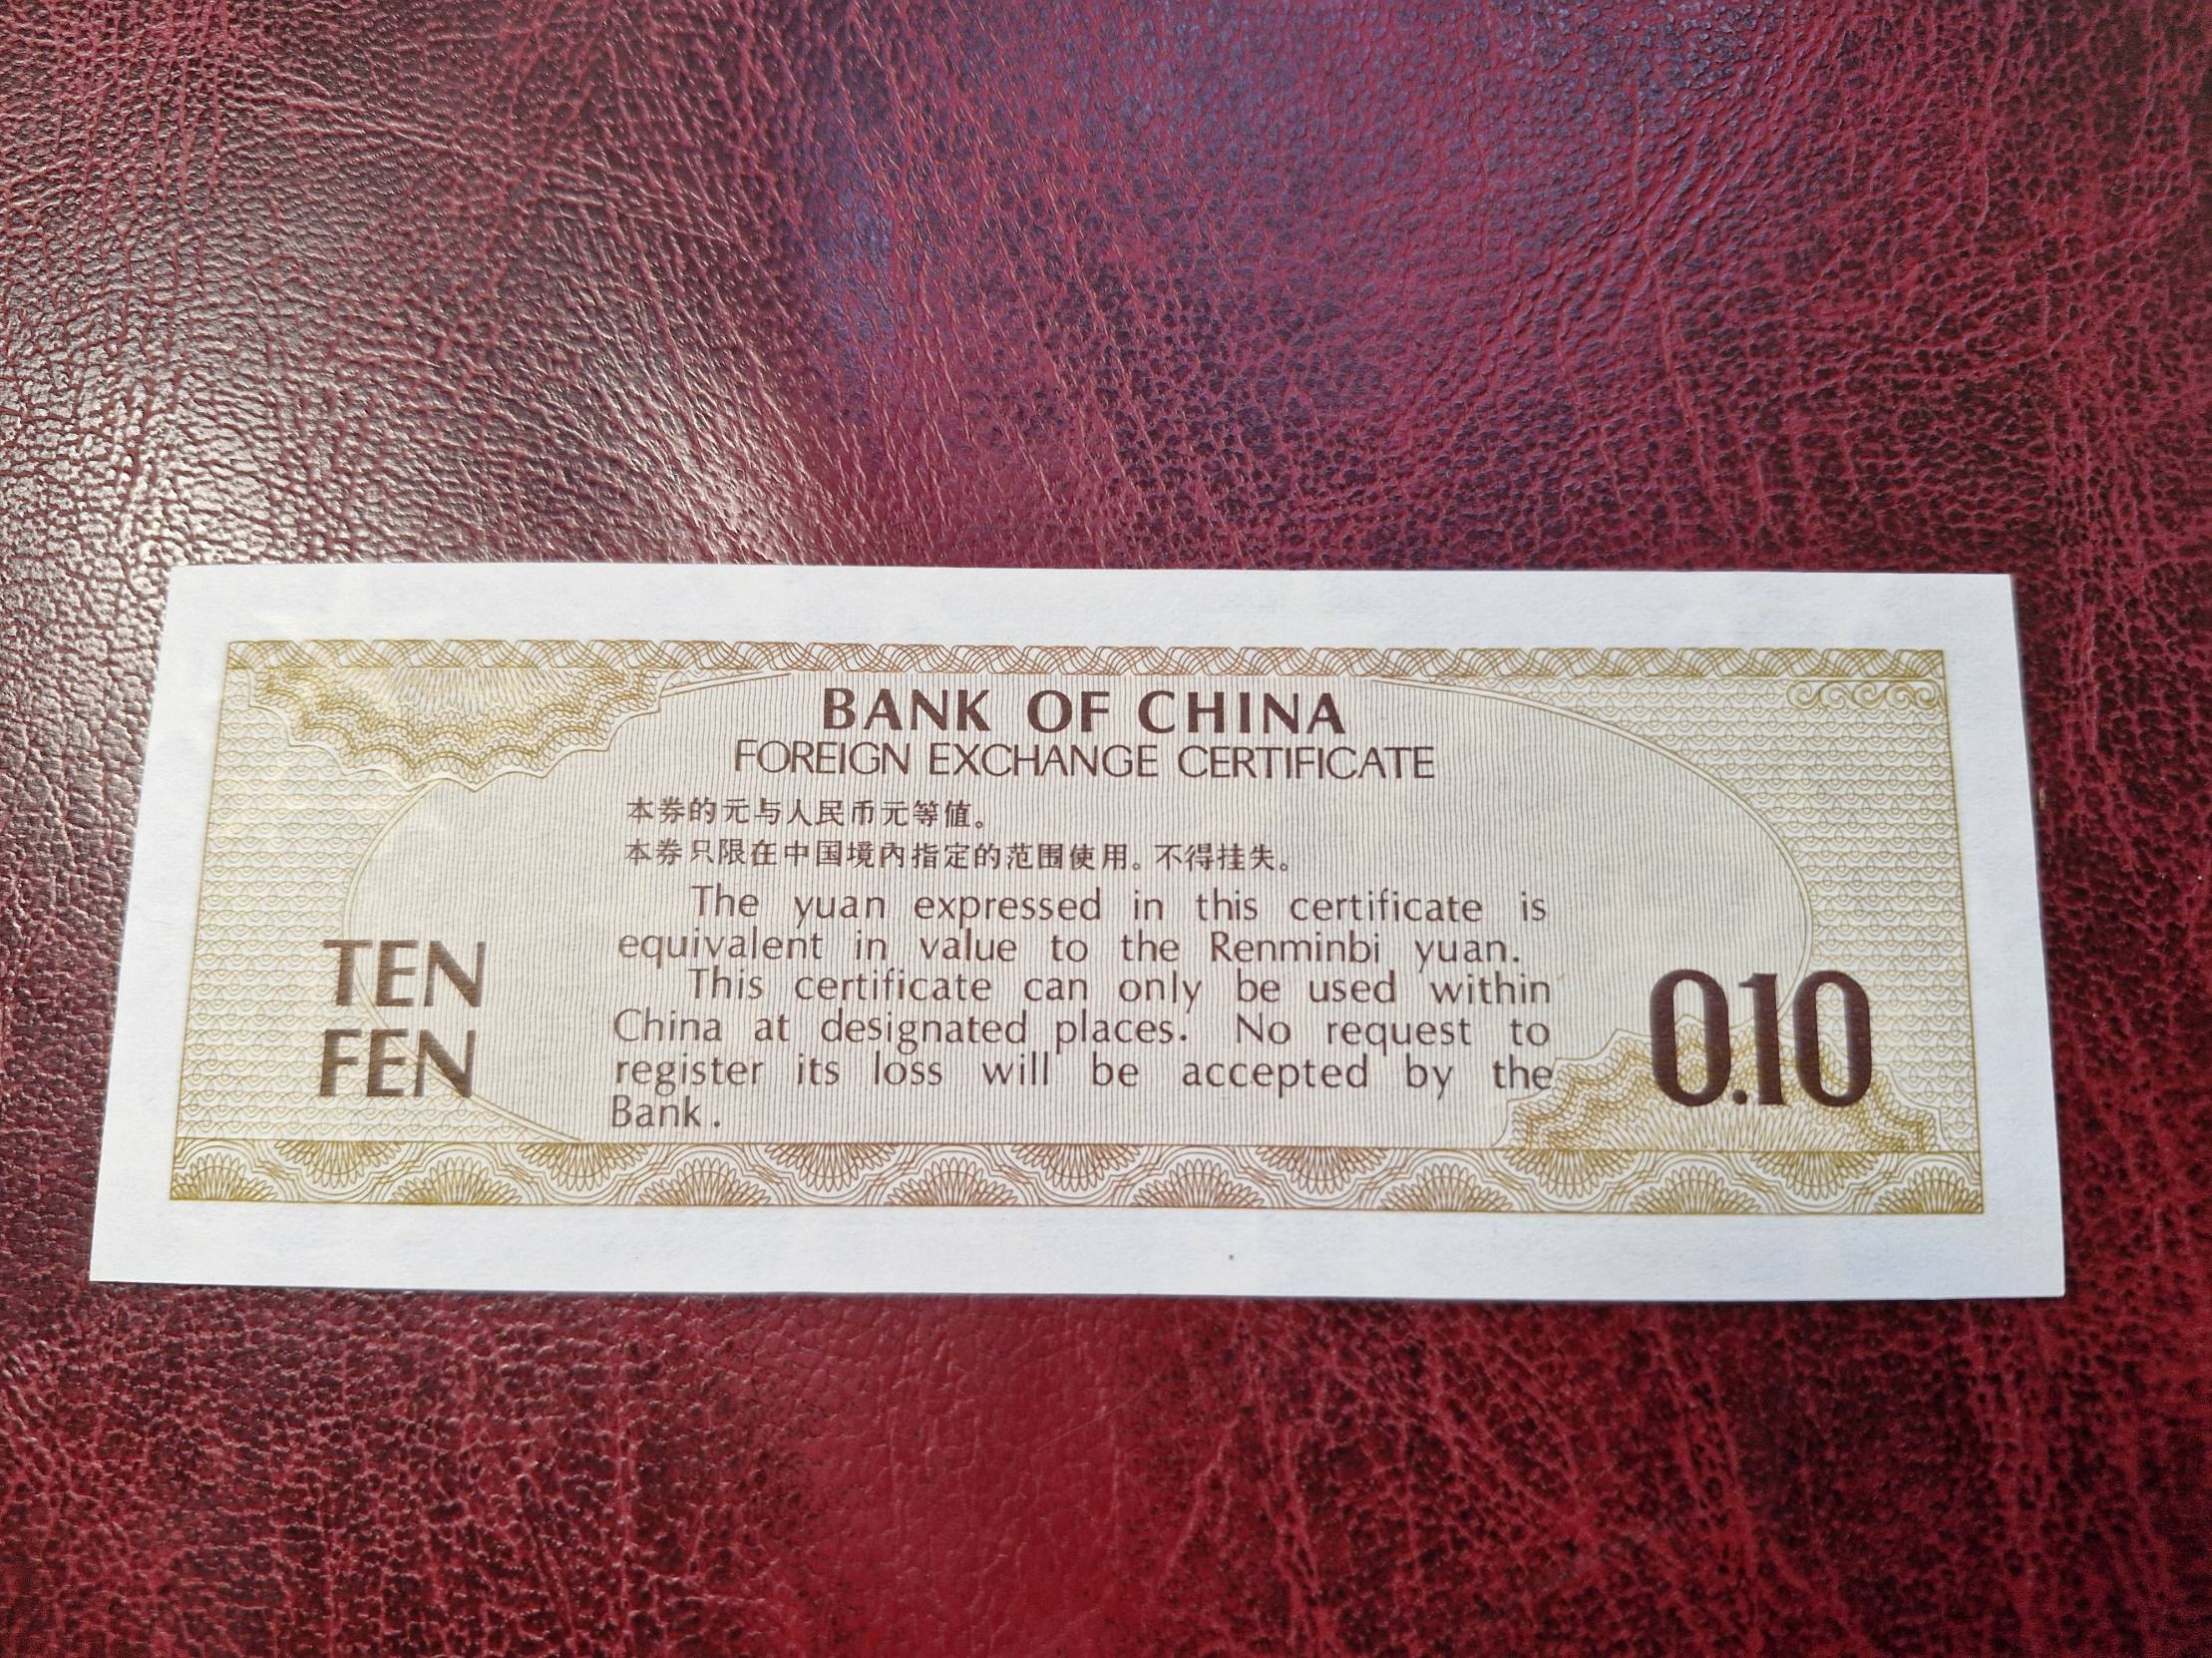 BANK OF CHINA
FOREIGN EXCHANGE CERTIFICATE
本券的元与人民币元等值。
本券只限在中国境内指定的范围使用。不得挂失。
The yuan expressed in this certificate is
equivalent in value to the Renminbi yuan.
This certificate can only be used within
China at designated places. No request to
register its loss will be accepted by the
Bank.
TEN
FEN
0.10